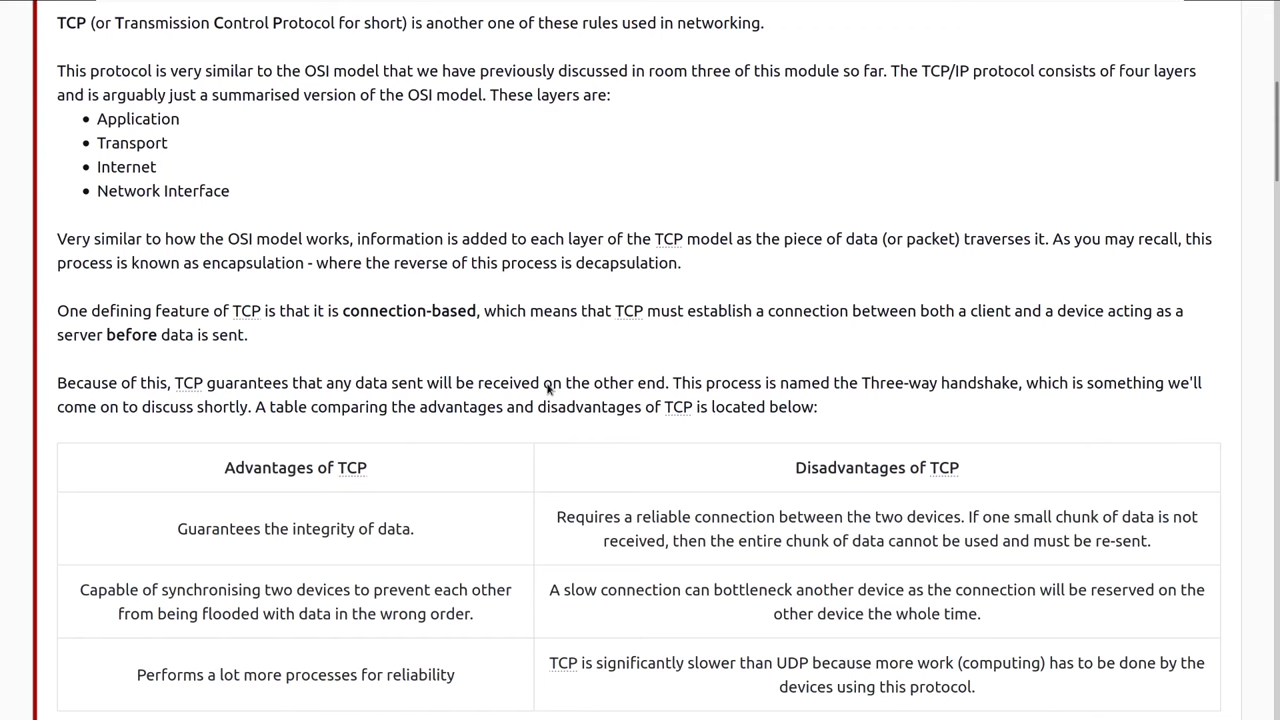 TCP (or Transmission Control Protocol for short) is another one of these rules used in networking.
This protocol is very similar to the OSI model that we have previously discussed in room three of this module so far. The TCP/IP protocol consists of four layers
and is arguably just a summarised version of the OSI model. These layers are:
• Application
• Transport
• Internet
• Network Interface
Very similar to how the OSI model works, information is added to each layer of the TCP model as the piece of data (or packet) traverses it. As you may recall, this
process is known as encapsulation - where the reverse of this process is decapsulation.
One defining feature of TCP is that it is connection-based, which means that TCP must establish a connection between both a client and a device acting as a
server before data is sent.
Because of this, TCP guarantees that any data sent will be received on the other end. This process is named the Three-way handshake, which is something we'll
come on to discuss shortly. A table comparing the advantages and disadvantages of TCP is located below:
Advantages of TCP
Disadvantages of TCP
Guarantees the integrity of data.
Requires a reliable connection between the two devices. If one small chunk of data is not
received, then the entire chunk of data cannot be used and must be re-sent.
Capable of synchronising two devices to prevent each other
from being flooded with data in the wrong order.
A slow connection can bottleneck another device as the connection will be reserved on the
other device the whole time.
Performs a lot more processes for reliability
TCP is significantly slower than UDP because more work (computing) has to be done by the
devices using this protocol.